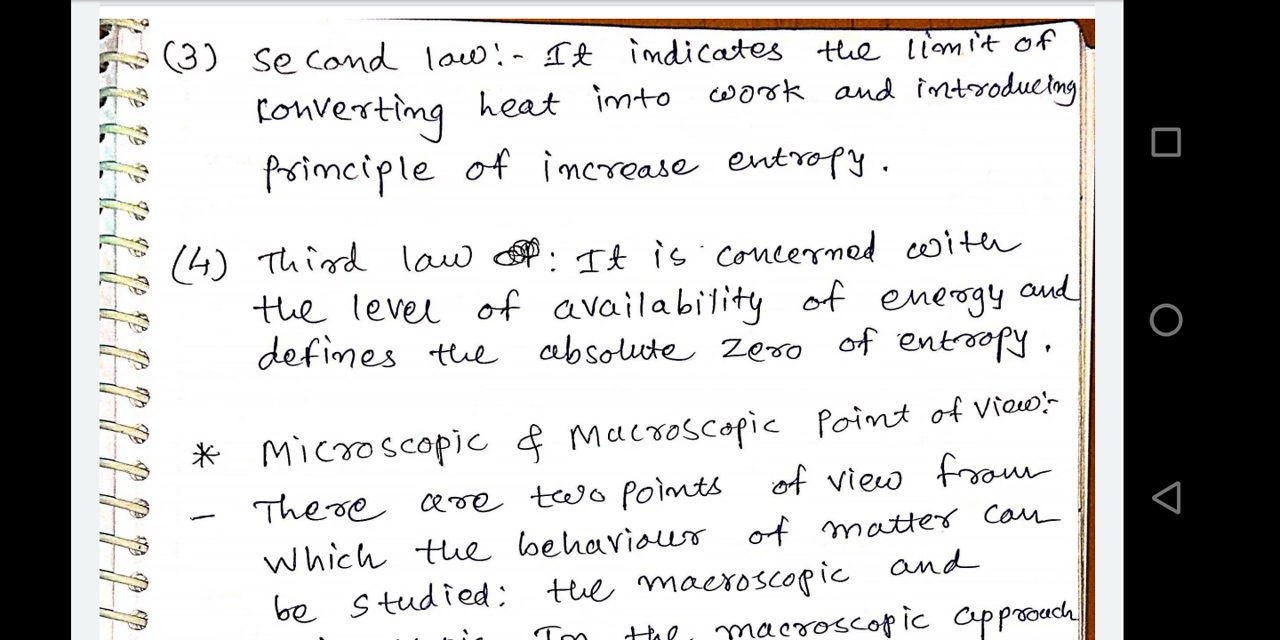 (3) Second law:- It indicates the limit of
converting heat into work and introducing
principle of increase entropy.
(4) Third law : It is concerned with
the level of availability of energy and
defines the absolute zero of entropy.
* Microscopic & Macroscopic Point of View:-
- There are two points of view from
which the behaviour of matter can
be studied: the macroscopic and
In the macroscopic approach